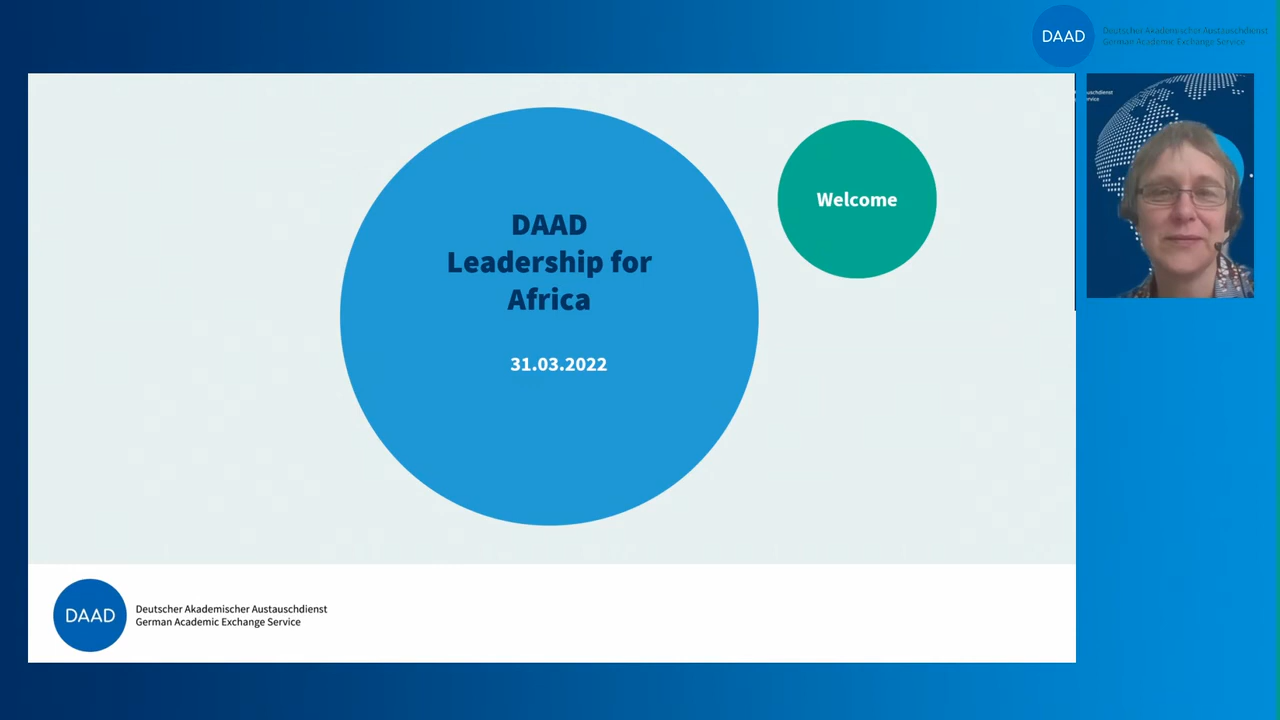 DAAD
Deutscher Akademischer Austauschdienst
German Academic Exchange Service
DAAD
Leadership for
Africa
31.03.2022
Welcome
DAAD
Deutscher Akademischer Austauschdienst
German Academic Exchange Service